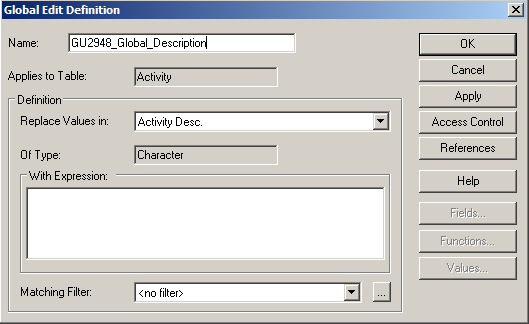 Global Edit Definition
Name: GU2948_Global_Description OK
Cancel
Applies to Table: Activity
Apply
Definition
Access Control
Replace Values in: Activity Desc.
References
Of Type: Character
With Expression:
Help
Fields...
Functions...
Values...
Matching Filter: <no filter> ...